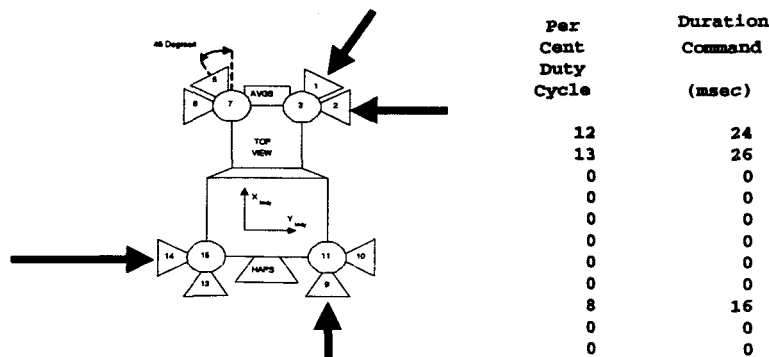 45 Degrees
AVGS
5
1
6
7
3
2
TOP
VIEW
X body
Y body
14
15
11
10
HAPS
13
9
Per Cent Duty Cycle
Duration Command (msec)
12 24
13 26
0 0
0 0
0 0
0 0
0 0
0 0
8 16
0 0
0 0